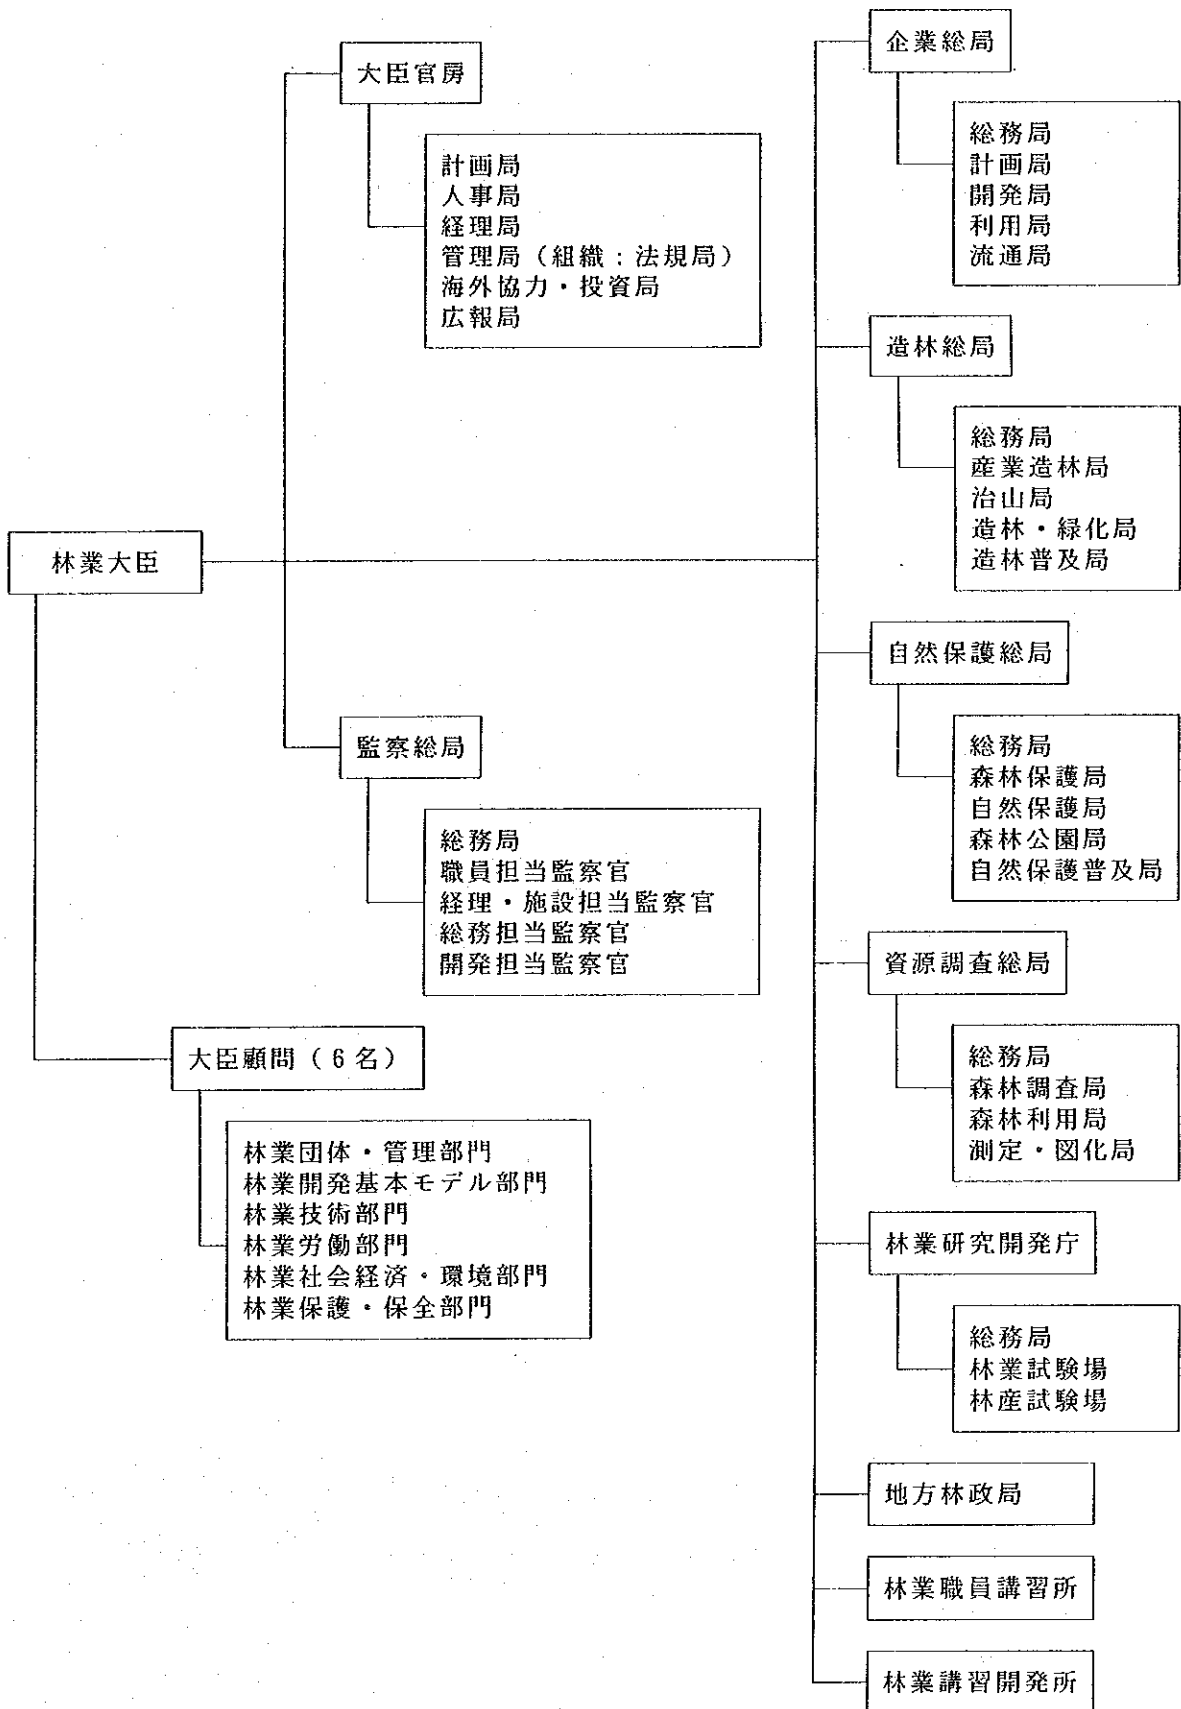 林業大臣
大臣官房
計画局
人事局
経理局
管理局（組織：法規局）
海外協力・投資局
広報局
監察総局
総務局
職員担当監察官
経理・施設担当監察官
総務担当監察官
開発担当監察官
大臣顧問（6名）
林業団体・管理部門
林業開発基本モデル部門
林業技術部門
林業労働部門
林業社会経済・環境部門
林業保護・保全部門
企業総局
総務局
計画局
開発局
利用局
流通局
造林総局
総務局
産業造林局
治山局
造林・緑化局
造林普及局
自然保護総局
総務局
森林保護局
自然保護局
森林公園局
自然保護普及局
資源調査総局
総務局
森林調査局
森林利用局
測定・図化局
林業研究開発庁
総務局
林業試験場
林産試験場
地方林政局
林業職員講習所
林業講習開発所